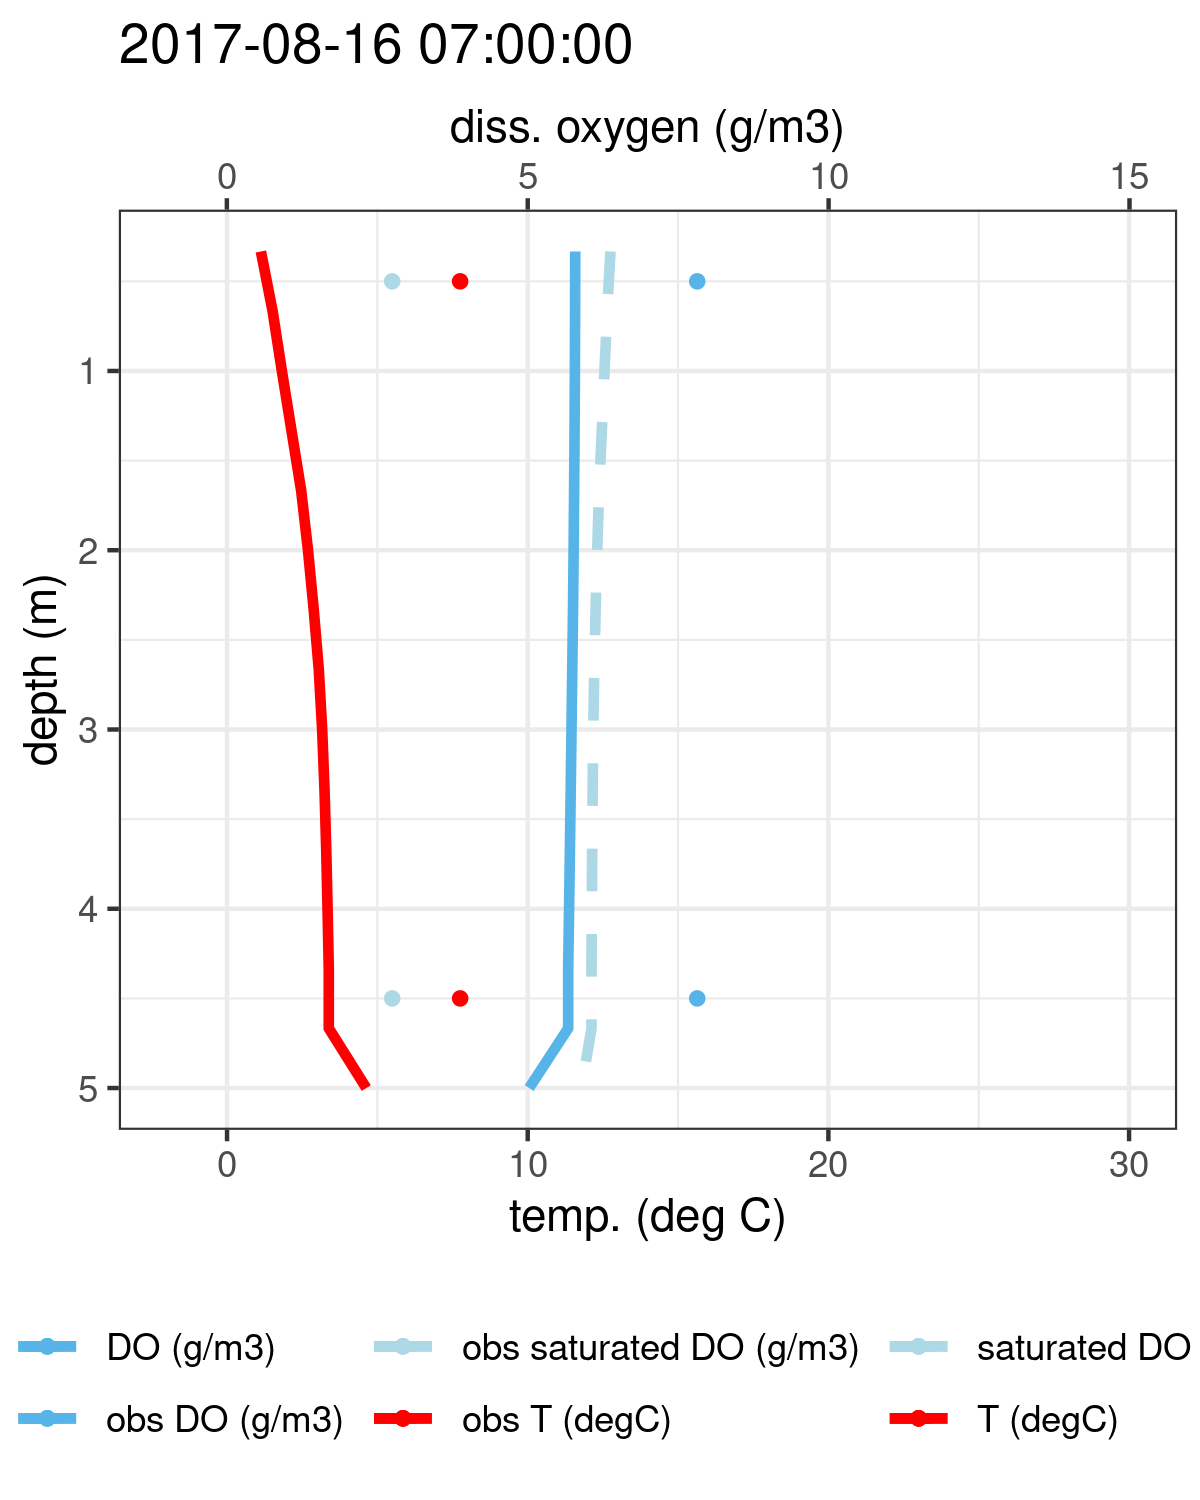 2017-08-16 07:00:00
diss. oxygen (g/m3)
0 5 10 15
depth (m)
1
2
3
4
5
0 10 20 30
temp. (deg C)
DO (g/m3) obs saturated DO (g/m3) saturated DO
obs DO (g/m3) obs T (degC) T (degC)